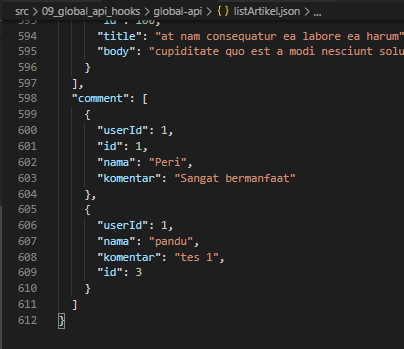 src > 09_global_api_hooks > global-api > {} listArtikel.json > ...
593 "id": 100,
594 "title": "at nam consequatur ea labore ea harum"
595 "body": "cupiditate quo est a modi nesciunt solu
596 }
597 ],
598 "comment": [
599 {
600 "userId": 1,
601 "id": 1,
602 "nama": "Peri",
603 "komentar": "Sangat bermanfaat"
604 },
605 {
606 "userId": 1,
607 "nama": "pandu",
608 "komentar": "tes 1",
609 "id": 3
610 }
611 ]
612 }